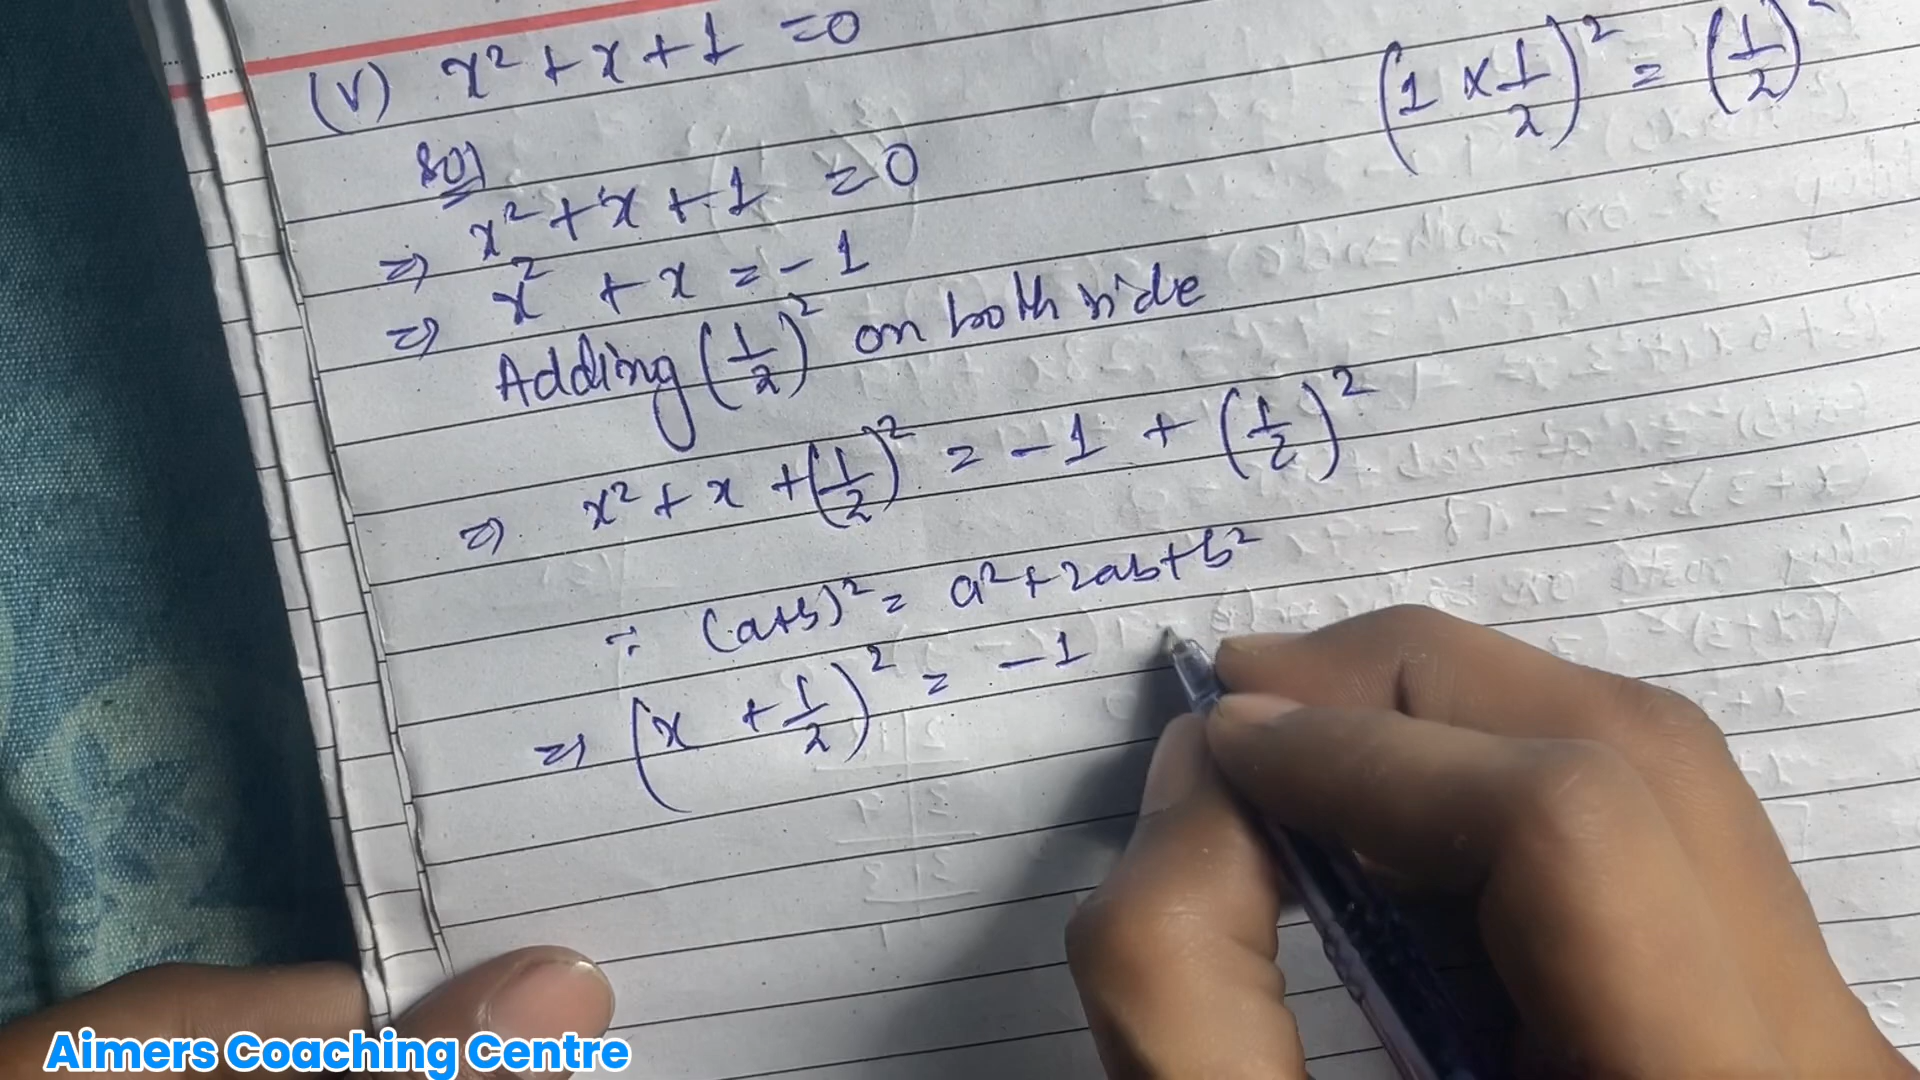 (V) x² + x + 1 = 0
(1 × 1/2)² = (1/2)²
Sol
⇒ x² + x + 1 = 0
⇒ x² + x = -1
Adding (1/2)² on both side
⇒ x² + x + (1/2)² = -1 + (1/2)²
∵ (a+b)² = a² + 2ab + b²
⇒ (x + 1/2)² = -1
Aimers Coaching Centre